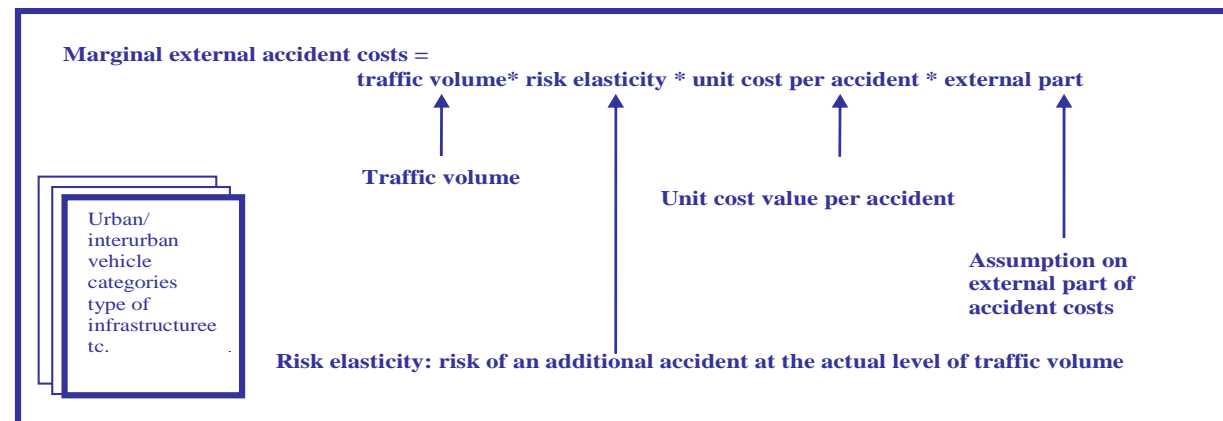 Marginal external accident costs =
traffic volume* risk elasticity * unit cost per accident * external part
Traffic volume
Unit cost value per accident
Urban/
interurban
vehicle
categories
type of
infrastructuree
tc.
.
Assumption on
external part of
accident costs
Risk elasticity: risk of an additional accident at the actual level of traffic volume